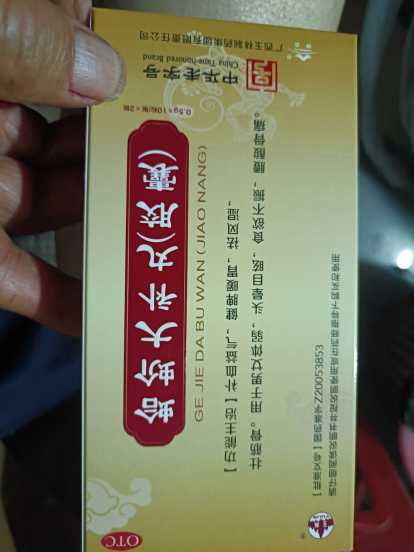 广西玉林制药集团有限责任公司
中华老字号
China Time-honored Brand
0.5g×10粒/板×2板
蛤蚧大补丸(胶囊)
GE JIE DA BU WAN (JIAO NANG)
【功能主治】补血益气，健脾暖胃，祛风湿，
壮筋骨。用于男女体弱，头晕目眩，食欲不振，腰酸骨痛。
【批准文号】国药准字Z20053853
请仔细阅读说明书并按说明书使用或在药师指导下购买和使用
OTC